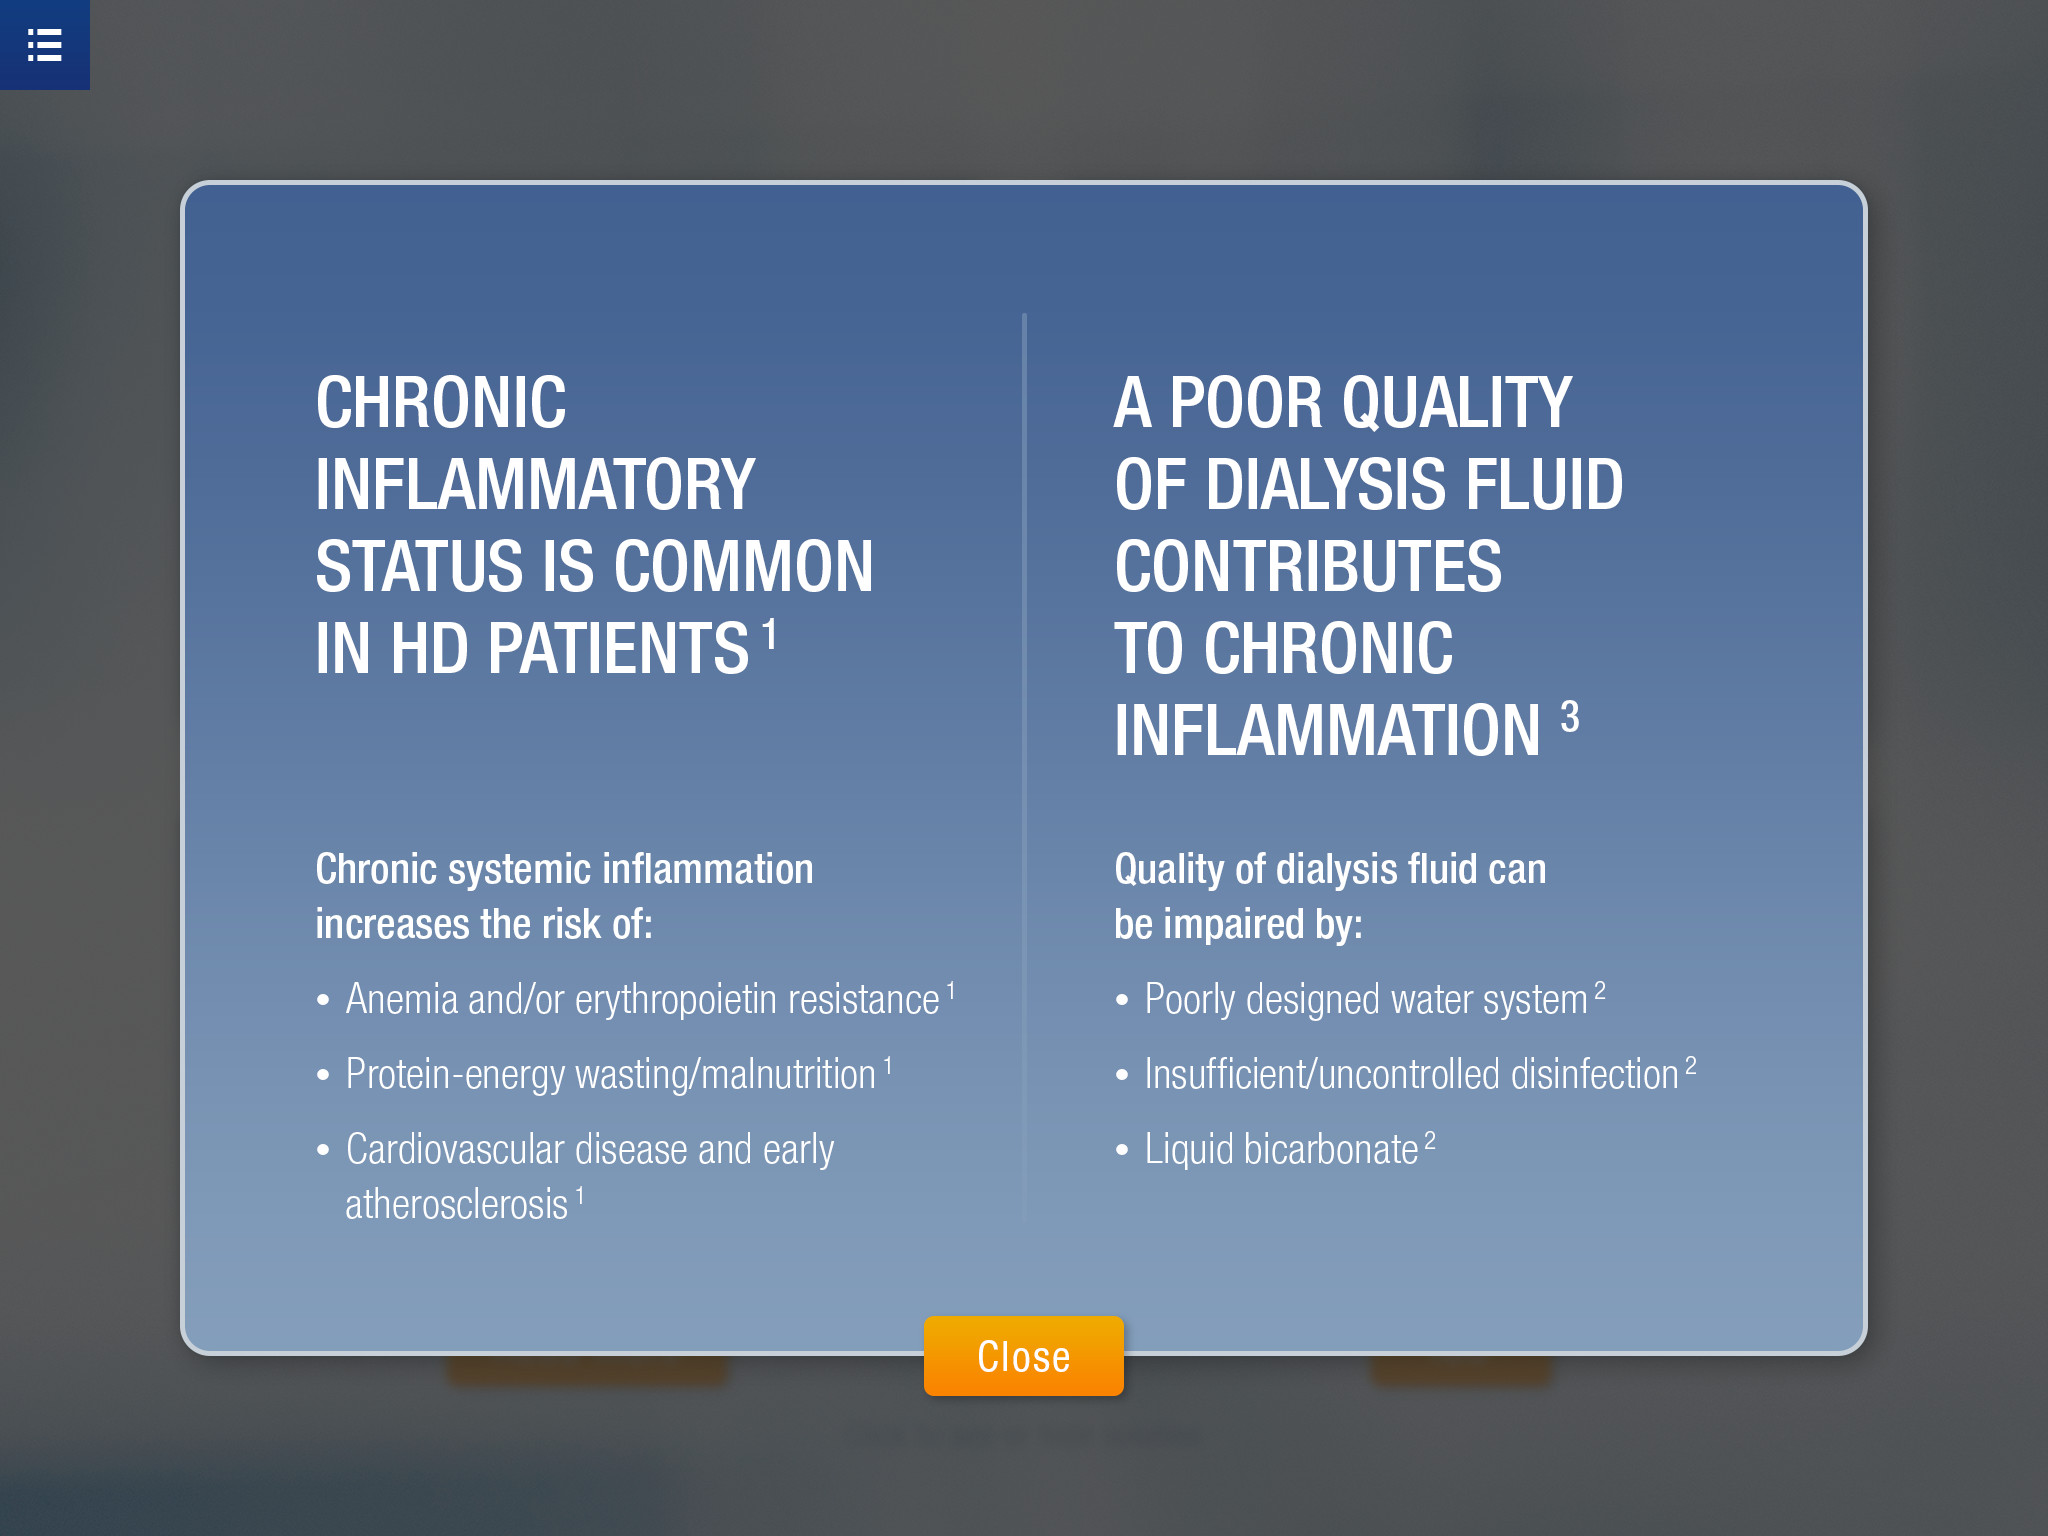 CHRONIC
INFLAMMATORY
STATUS IS COMMON
IN HD PATIENTS 1
Chronic systemic inflammation
increases the risk of:
• Anemia and/or erythropoietin resistance 1
• Protein-energy wasting/malnutrition 1
• Cardiovascular disease and early
atherosclerosis 1
A POOR QUALITY
OF DIALYSIS FLUID
CONTRIBUTES
TO CHRONIC
INFLAMMATION 3
Quality of dialysis fluid can
be impaired by:
• Poorly designed water system 2
• Insufficient/uncontrolled disinfection 2
• Liquid bicarbonate 2
Close